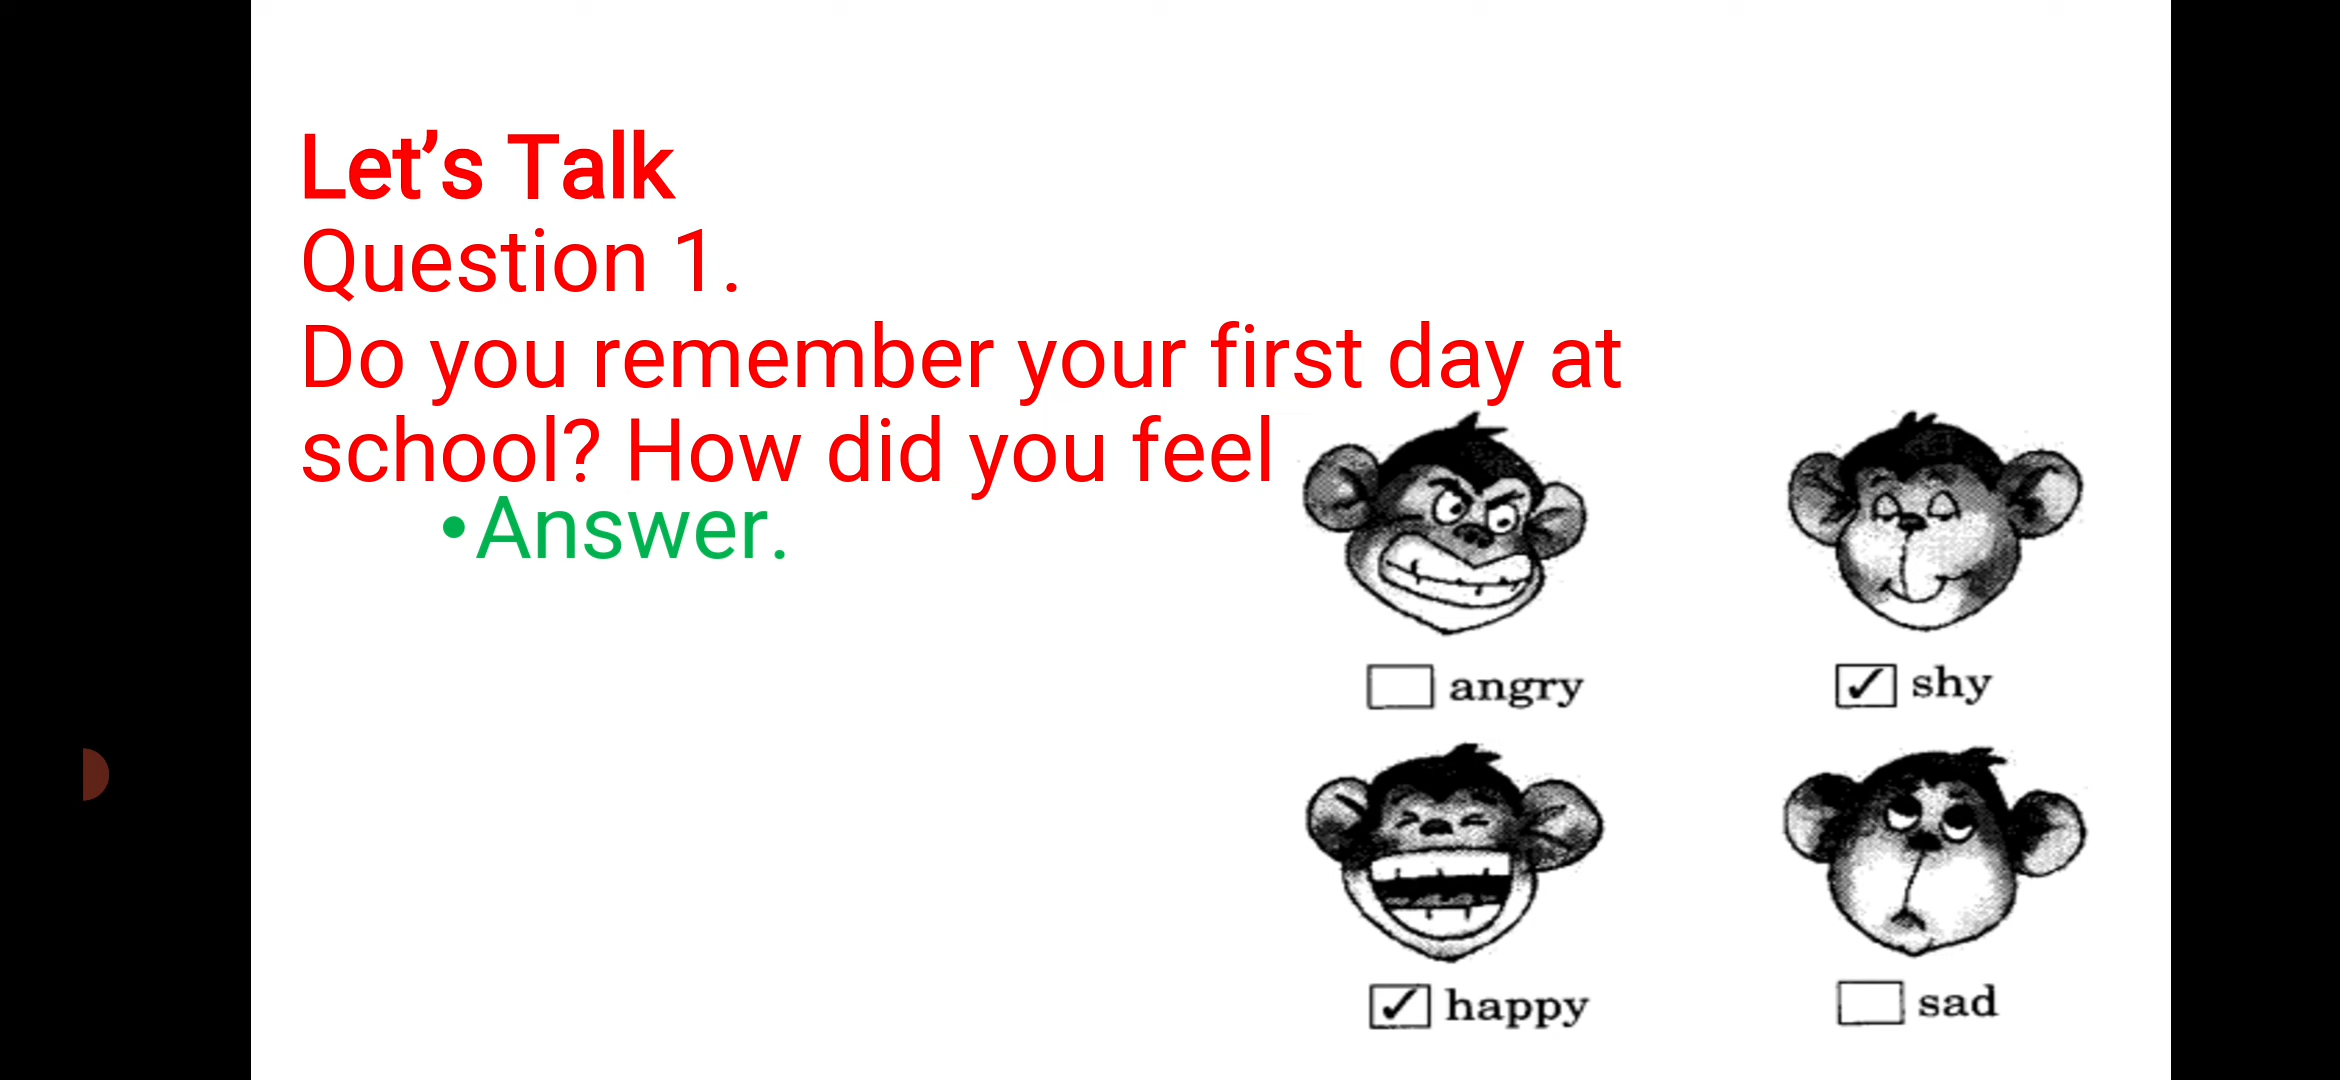 Let’s Talk
Question 1.
Do you remember your first day at
school? How did you feel
•Answer.
angry
✓ shy
✓ happy
sad